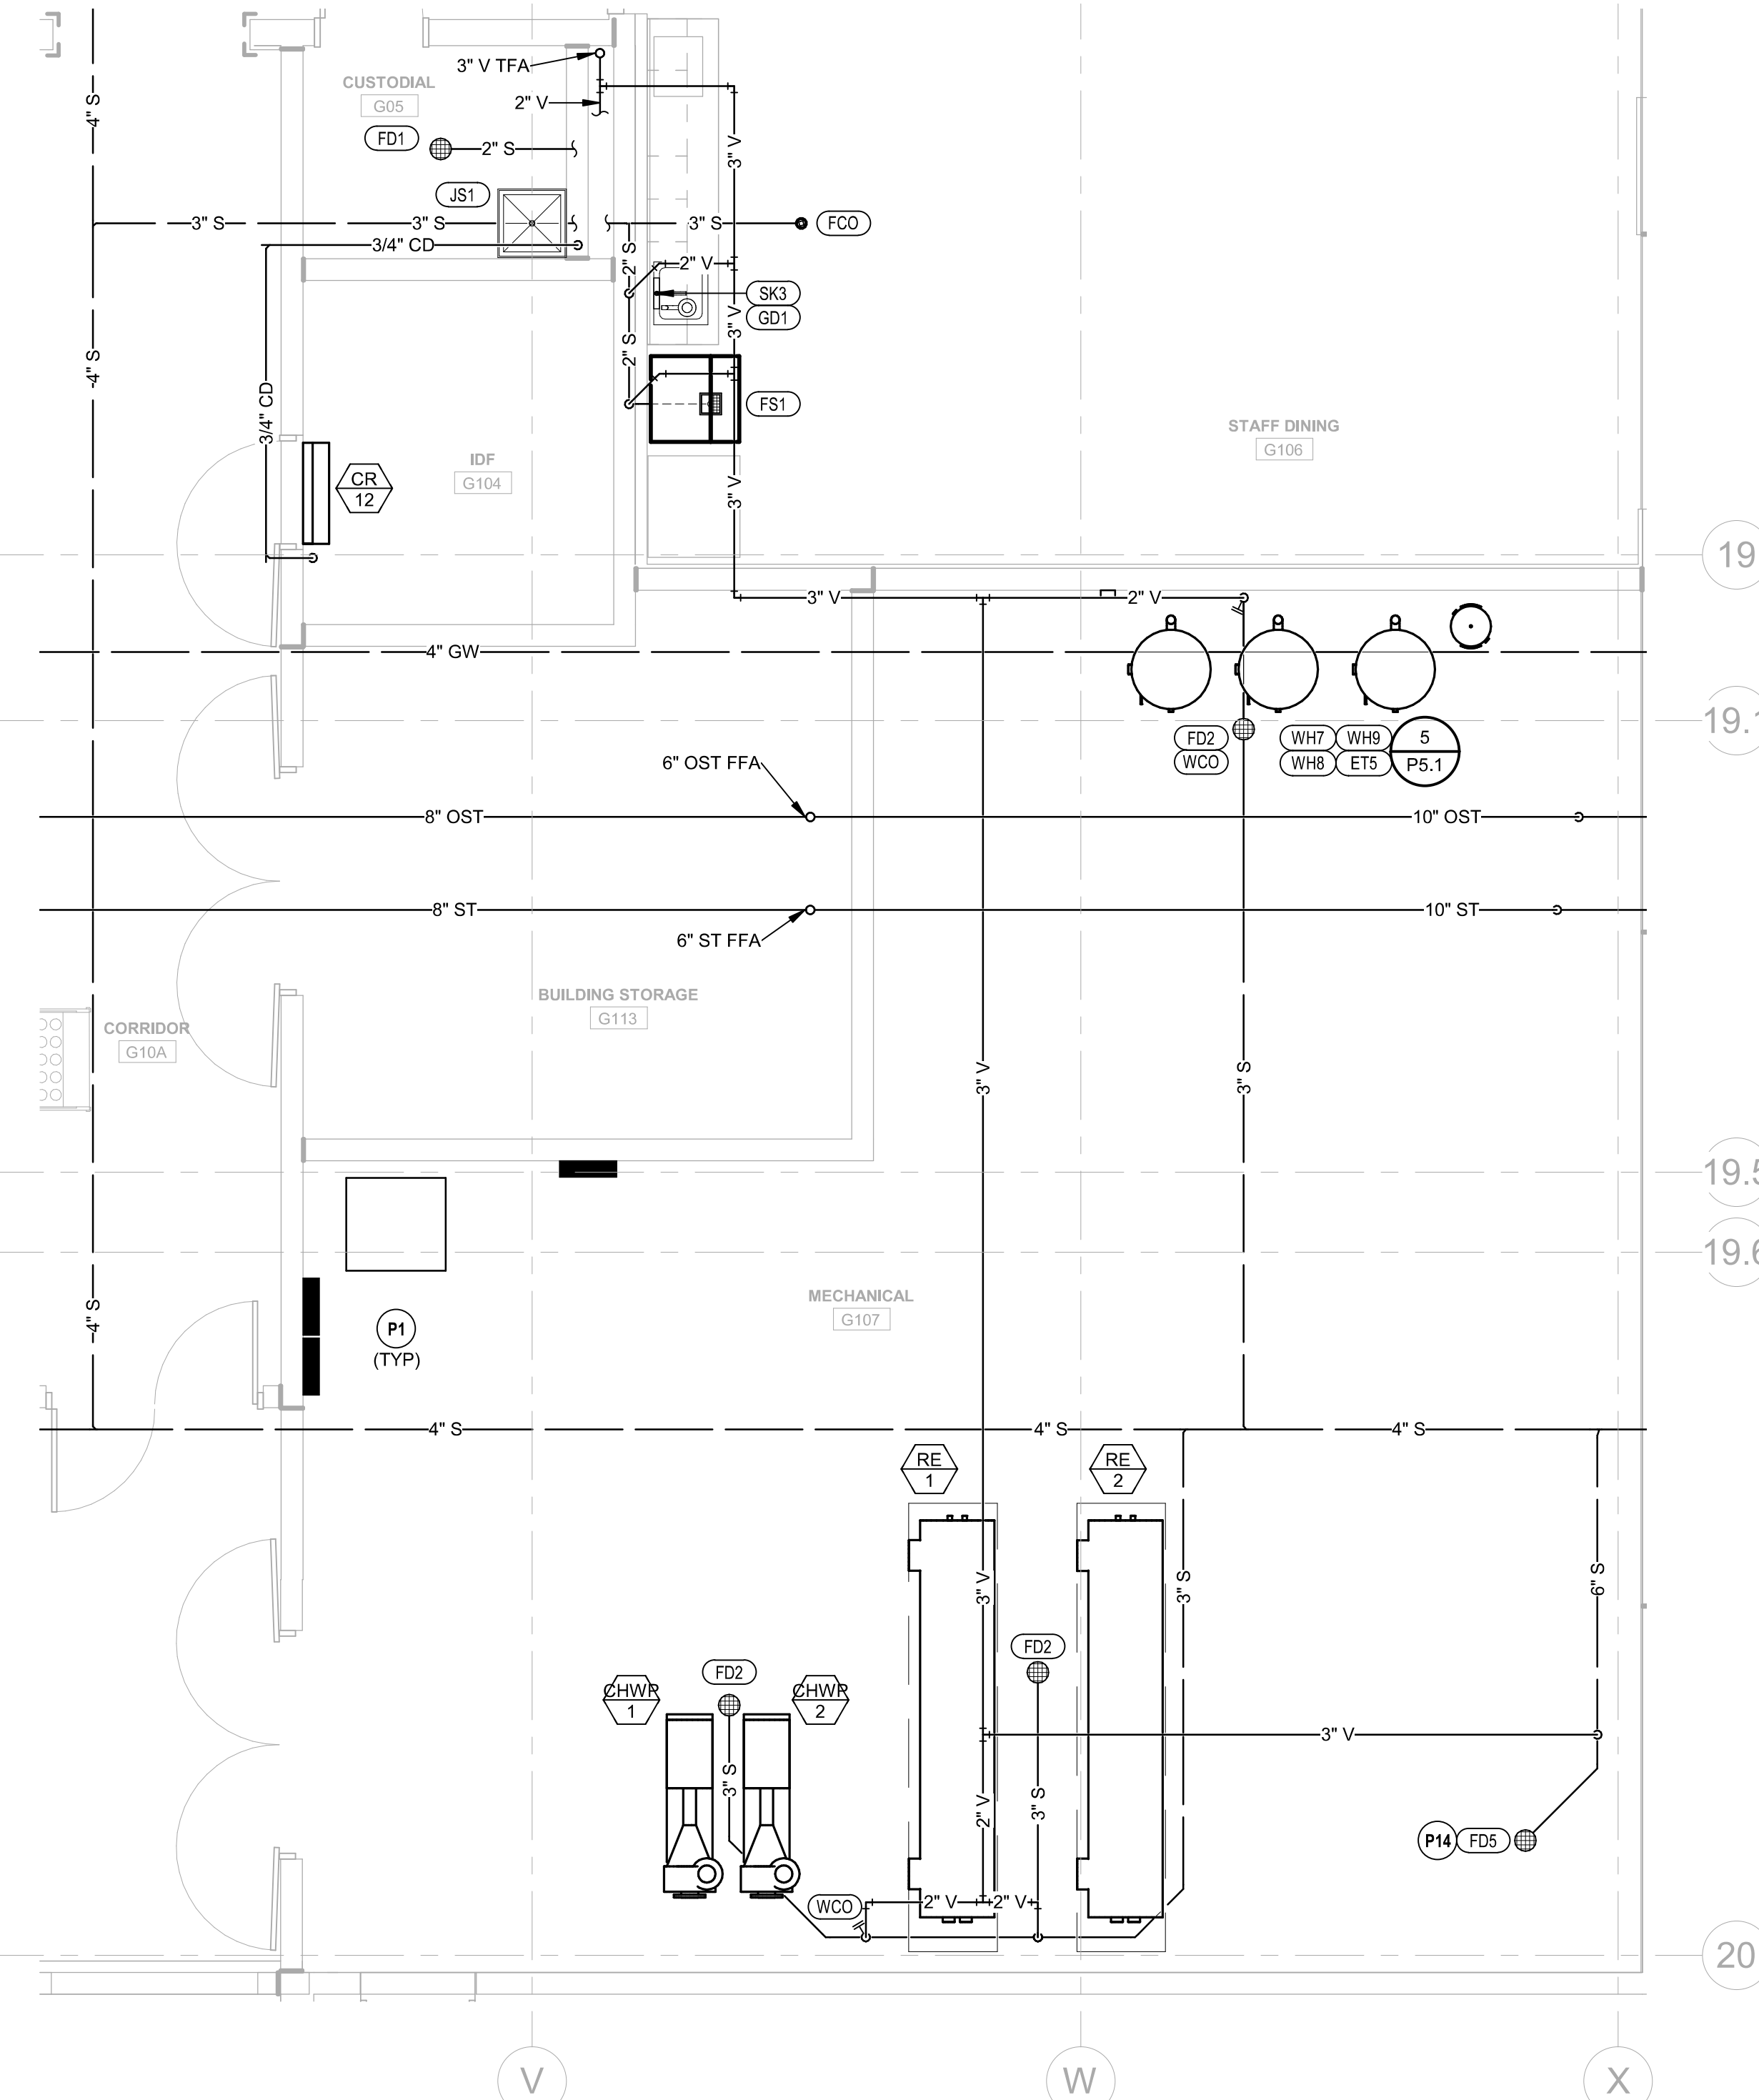 3" V TFA
CUSTODIAL
G05
2" V
4" S
FD1
2" S
3" V
JS1
3" S
3" S
3" S
FCO
3/4" CD
2" S
2" V
SK3
GD1
3" V
2" S
4" S
3/4" CD
FS1
STAFF DINING
G106
IDF
G104
CR
12
3" V
19
3" V
2" V
4" GW
19.1
FD2
WCO
WH7
WH9
WH8
ET5
5
P5.1
6" OST FFA
8" OST
10" OST
8" ST
10" ST
6" ST FFA
BUILDING STORAGE
G113
CORRIDOR
G10A
3" V
3" S
19.5
19.6
MECHANICAL
G107
4" S
P1
(TYP)
4" S
4" S
4" S
RE
1
RE
2
3" V
3" S
6" S
FD2
FD2
CHWP
1
CHWP
2
3" V
3" S
2" V
3" S
P14
FD5
WCO
2" V
2" V
20
V
W
X